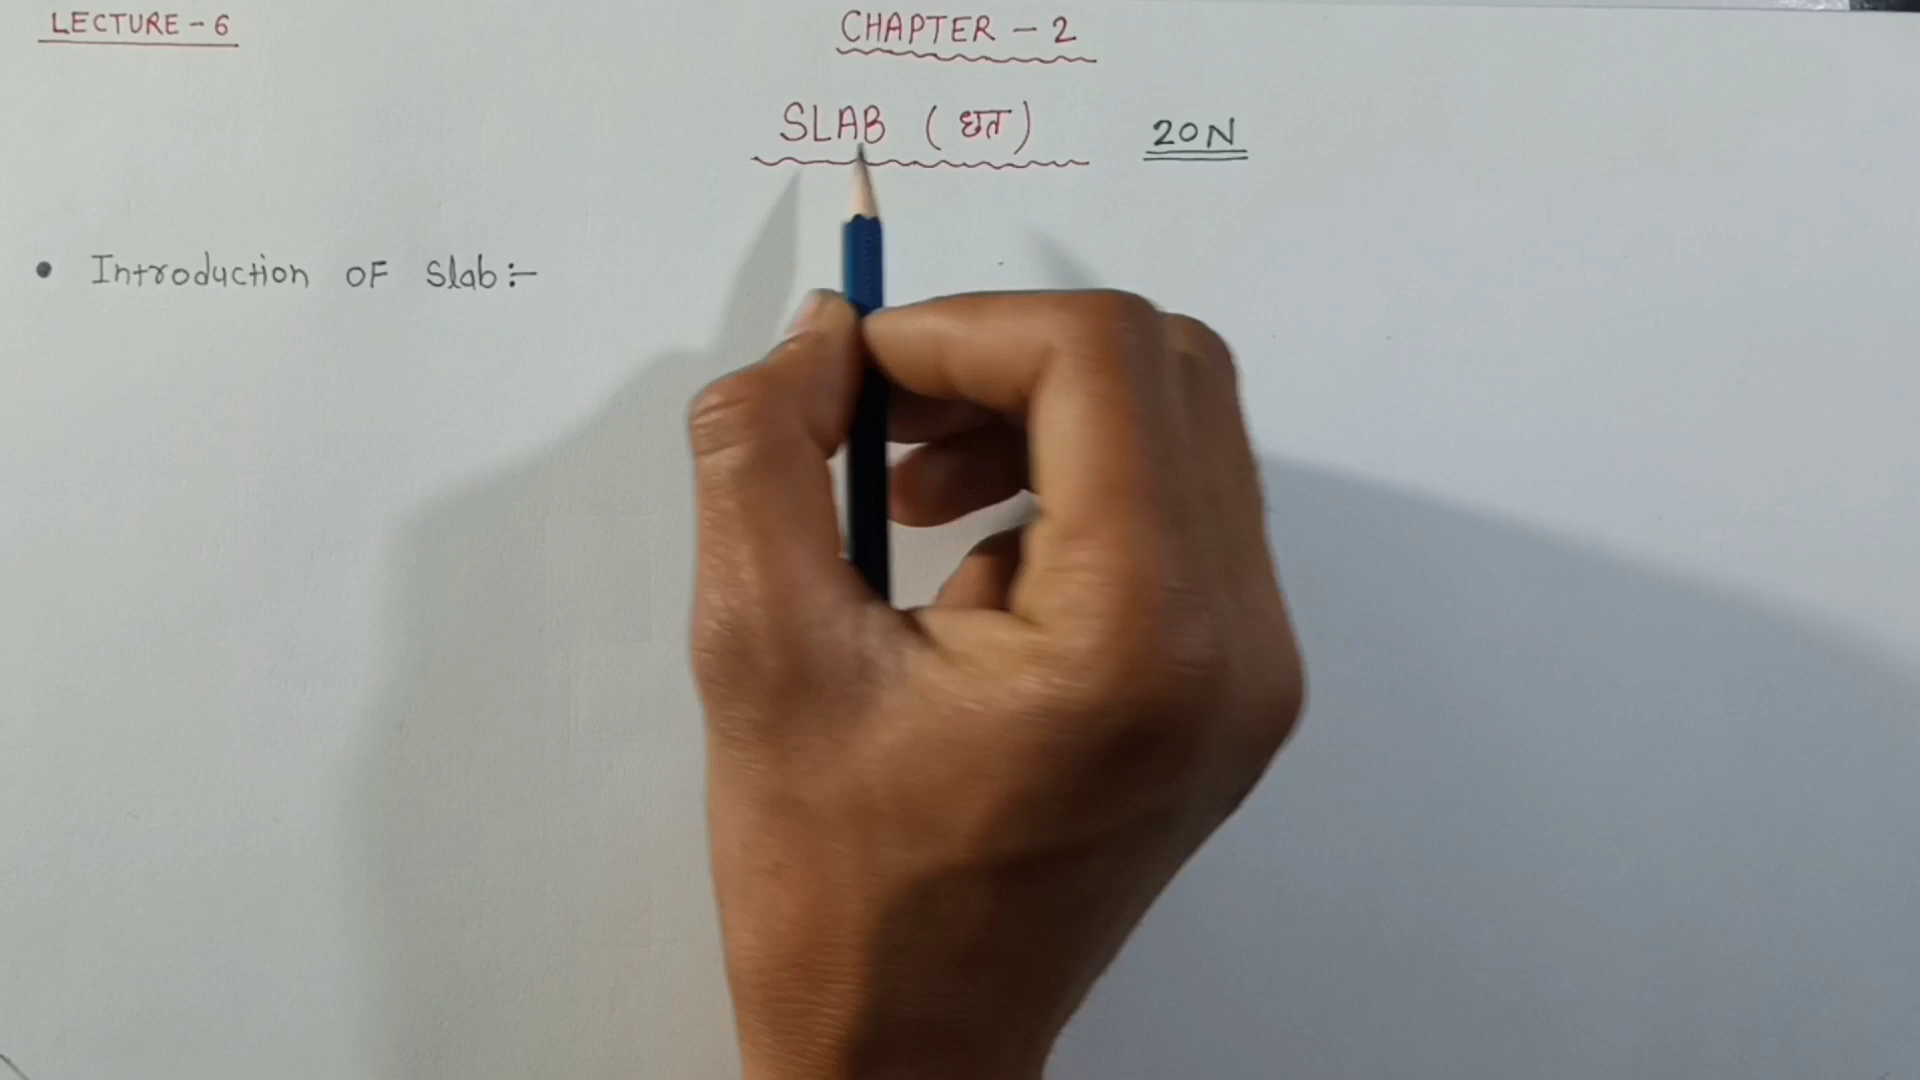 LECTURE - 6
CHAPTER - 2
SLAB (छत) 20N
• Introduction OF Slab:-